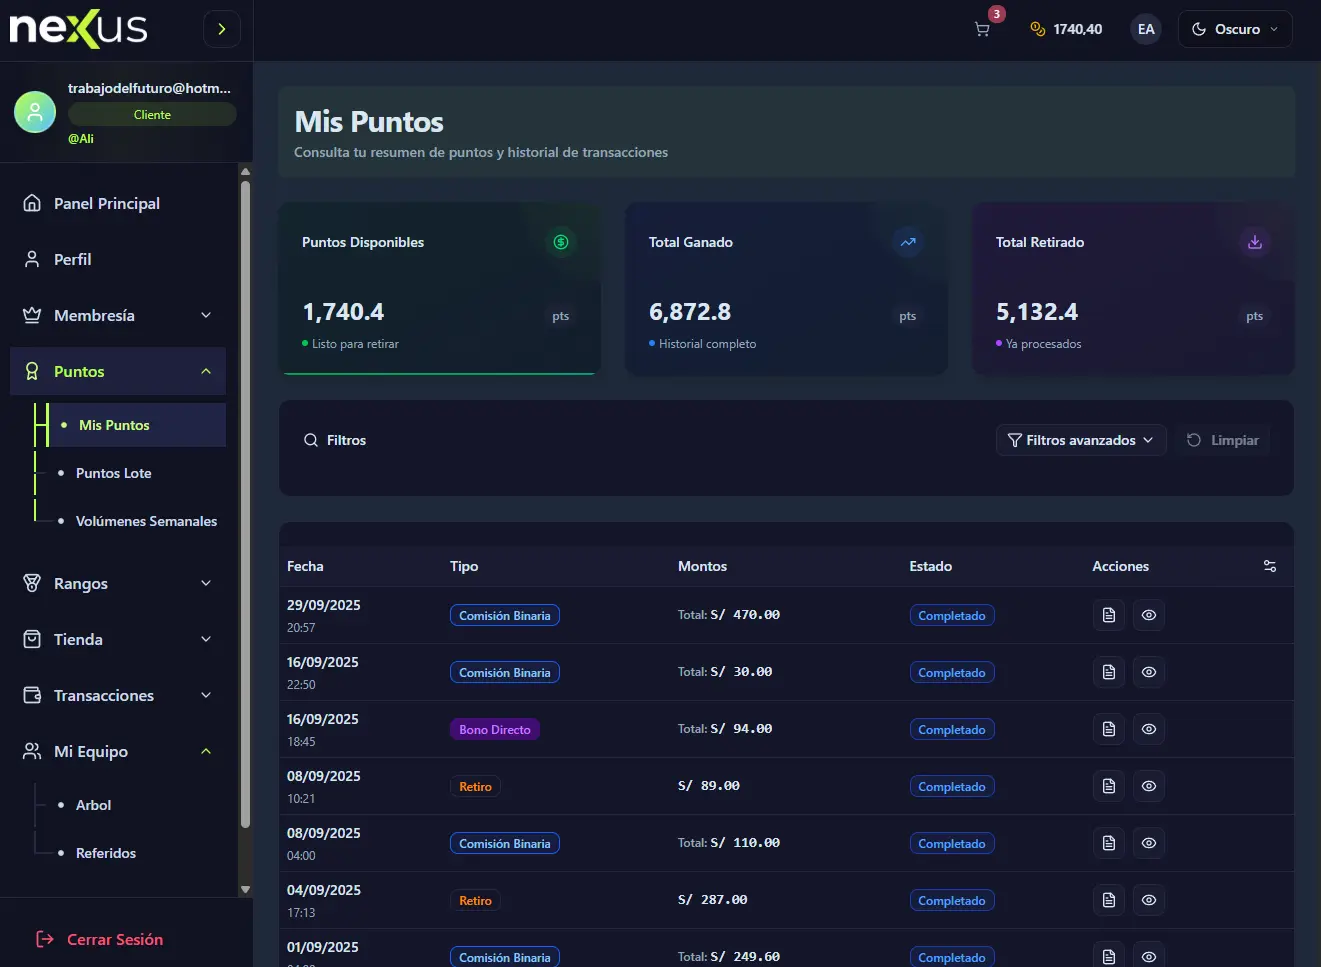 nexus
trabajodelfuturo@hotm...
Cliente
@Ali
Panel Principal
Perfil
Membresía
Puntos
Mis Puntos
Puntos Lote
Volúmenes Semanales
Rangos
Tienda
Transacciones
Mi Equipo
Arbol
Referidos
Cerrar Sesión
3
1740,40
EA
Oscuro
Mis Puntos
Consulta tu resumen de puntos y historial de transacciones
Puntos Disponibles
1,740.4 pts
Listo para retirar
Total Ganado
6,872.8 pts
Historial completo
Total Retirado
5,132.4 pts
Ya procesados
Filtros
Filtros avanzados
Limpiar
Fecha Tipo Montos Estado Acciones
29/09/2025
20:57
Comisión Binaria Total: S/ 470.00 Completado
16/09/2025
22:50
Comisión Binaria Total: S/ 30.00 Completado
16/09/2025
18:45
Bono Directo Total: S/ 94.00 Completado
08/09/2025
10:21
Retiro S/ 89.00 Completado
08/09/2025
04:00
Comisión Binaria Total: S/ 110.00 Completado
04/09/2025
17:13
Retiro S/ 287.00 Completado
01/09/2025
Comisión Binaria Total: S/ 249.60 Completado